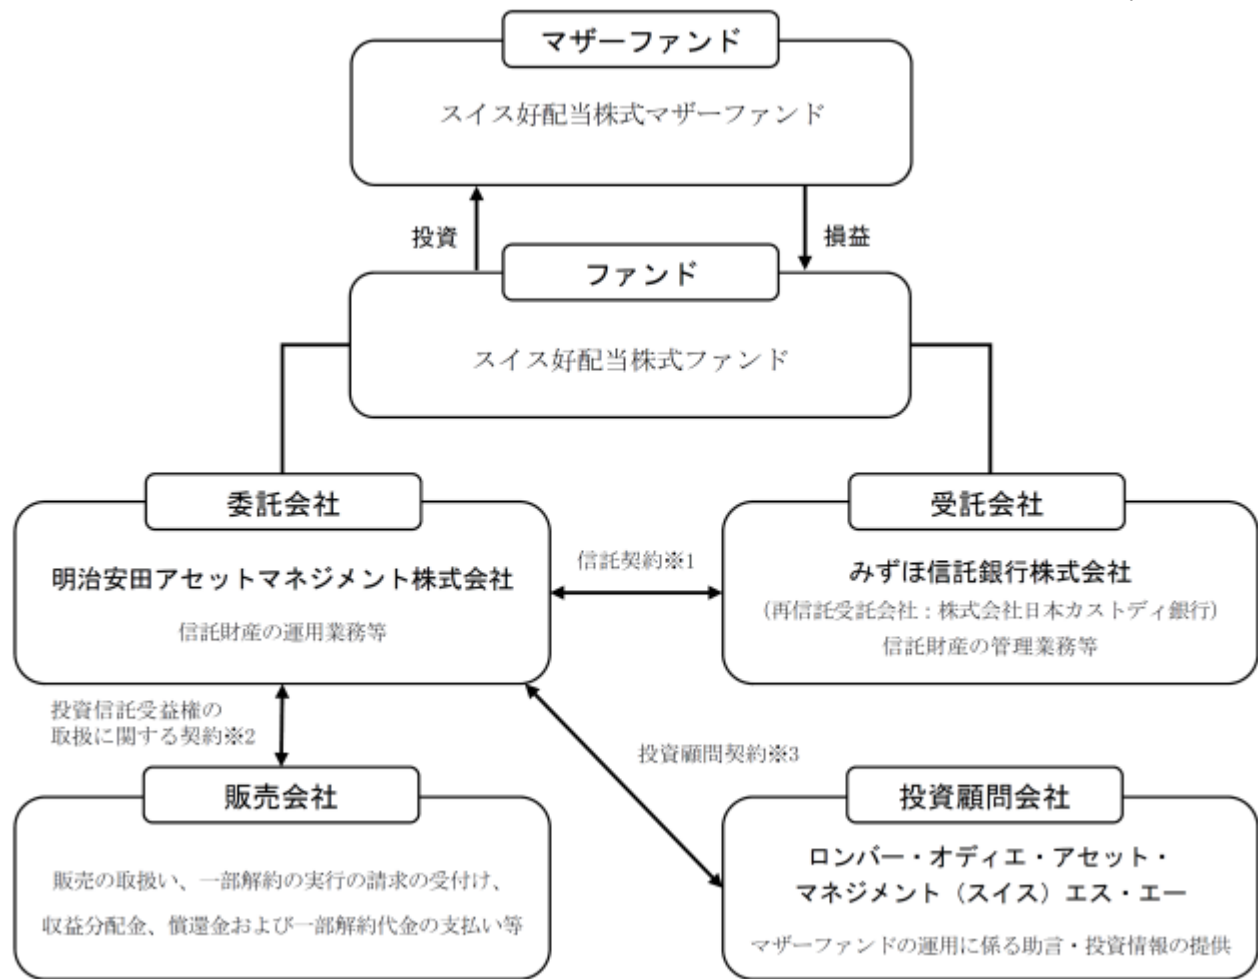 マザーファンド
スイス好配当株式マザーファンド
投資
損益
ファンド
スイス好配当株式ファンド
委託会社
明治安田アセットマネジメント株式会社
信託財産の運用業務等
信託契約※1
受託会社
みずほ信託銀行株式会社
(再信託受託会社:株式会社日本カストディ銀行)
信託財産の管理業務等
投資信託受益権の
取扱に関する契約※2
投資顧問契約※3
販売会社
販売の取扱い、一部解約の実行の請求の受付け、
収益分配金、償還金および一部解約代金の支払い等
投資顧問会社
ロンバー・オディエ・アセット・
マネジメント(スイス)エス・エー
マザーファンドの運用に係る助言・投資情報の提供